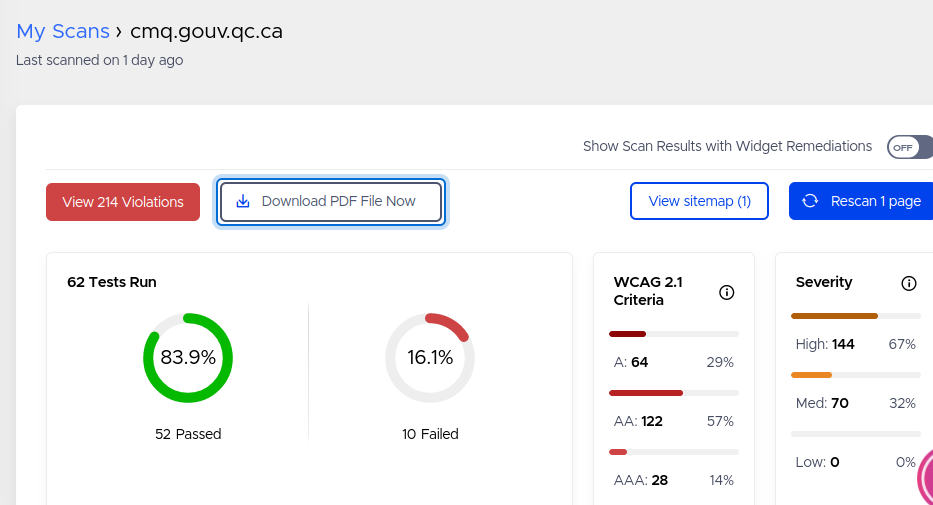 My Scans › cmq.gouv.qc.ca
Last scanned on 1 day ago
Show Scan Results with Widget Remediations
OFF
View 214 Violations
Download PDF File Now
View sitemap (1)
Rescan 1 page
62 Tests Run
83.9%
52 Passed
16.1%
10 Failed
WCAG 2.1
Criteria
A: 64 29%
AA: 122 57%
AAA: 28 14%
Severity
High: 144 67%
Med: 70 32%
Low: 0 0%